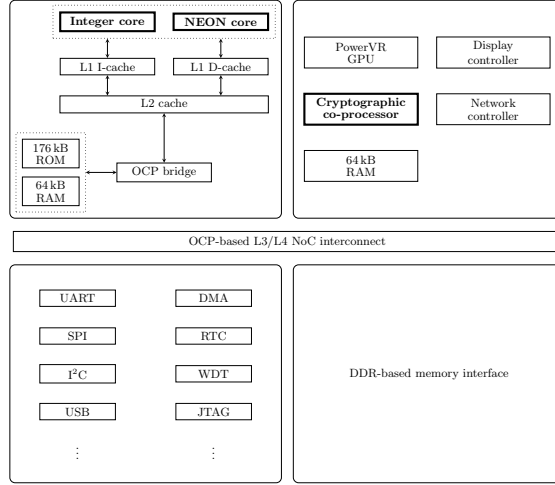 Integer core
NEON core
L1 I-cache
L1 D-cache
L2 cache
176 kB
ROM
64 kB
RAM
OCP bridge
PowerVR
GPU
Display
controller
Cryptographic
co-processor
Network
controller
64 kB
RAM
OCP-based L3/L4 NoC interconnect
UART
DMA
SPI
RTC
I²C
WDT
USB
JTAG
⋮
⋮
DDR-based memory interface